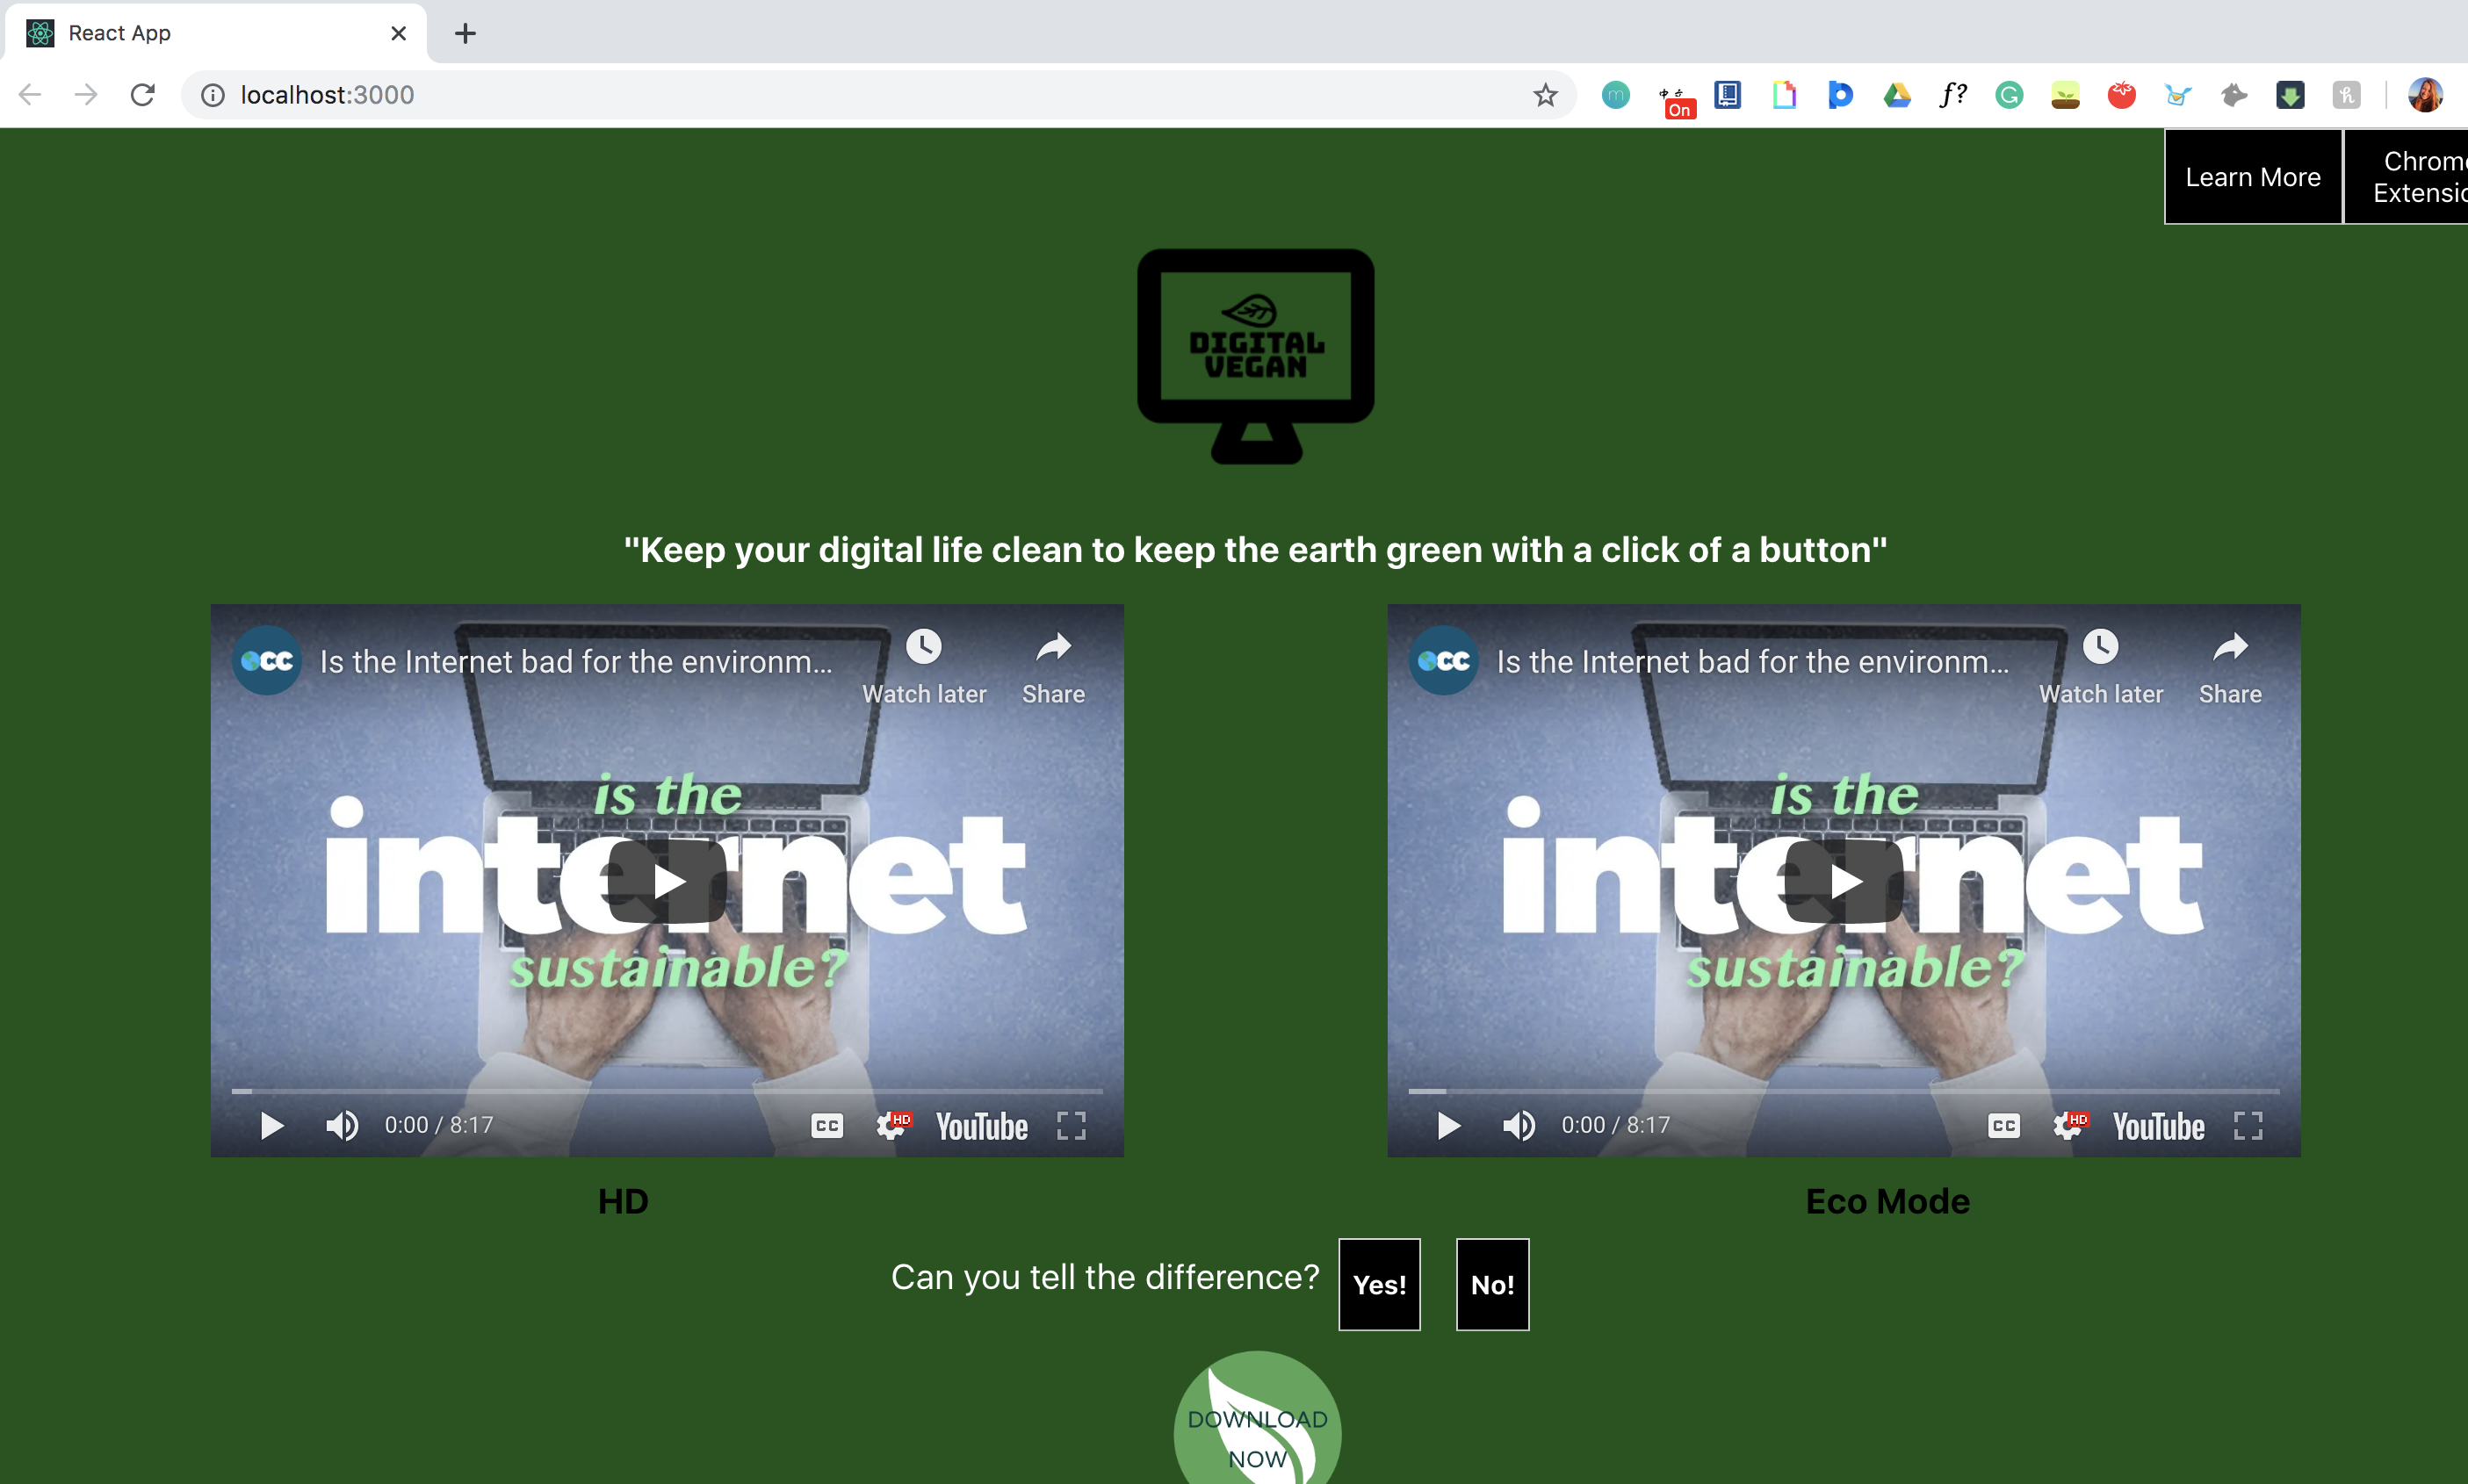 React App
localhost:3000
On
Learn More
Chrome
Extensio
DIGITAL
VEGAN
"Keep your digital life clean to keep the earth green with a click of a button"
CC Is the Internet bad for the environm...
Watch later Share
is the
internet
sustainable?
0:00 / 8:17 CC HD YouTube
CC Is the Internet bad for the environm...
Watch later Share
is the
internet
sustainable?
0:00 / 8:17 CC HD YouTube
HD Eco Mode
Can you tell the difference? Yes! No!
DOWNLOAD
NOW